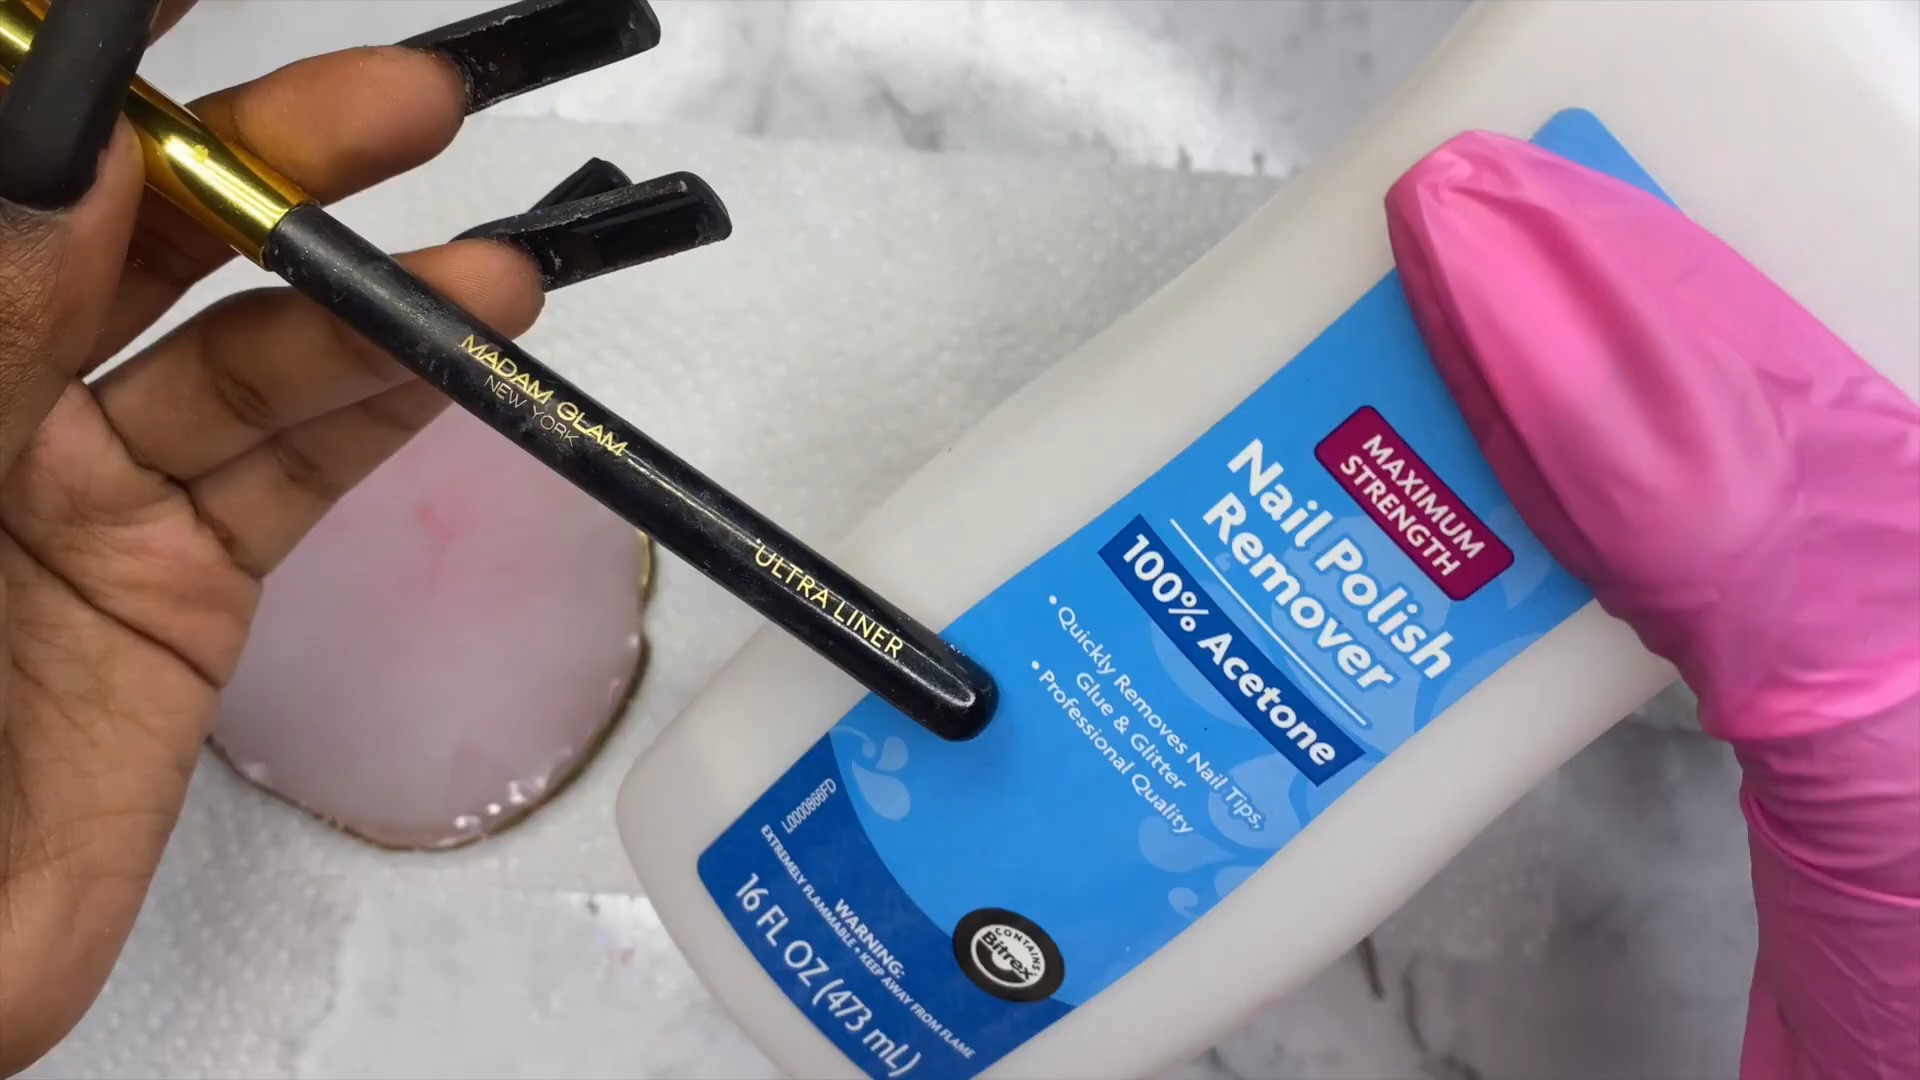 MADAM GLAM
NEW YORK
ULTRA LINER
MAXIMUM
STRENGTH
Nail Polish
Remover
100% Acetone
• Quickly Removes Nail Tips,
Glue & Glitter
• Professional Quality
L0000866FD
WARNING:
EXTREMELY FLAMMABLE • KEEP AWAY FROM FLAME
16 FL OZ (473 mL)
CONTAINS
Bitrex